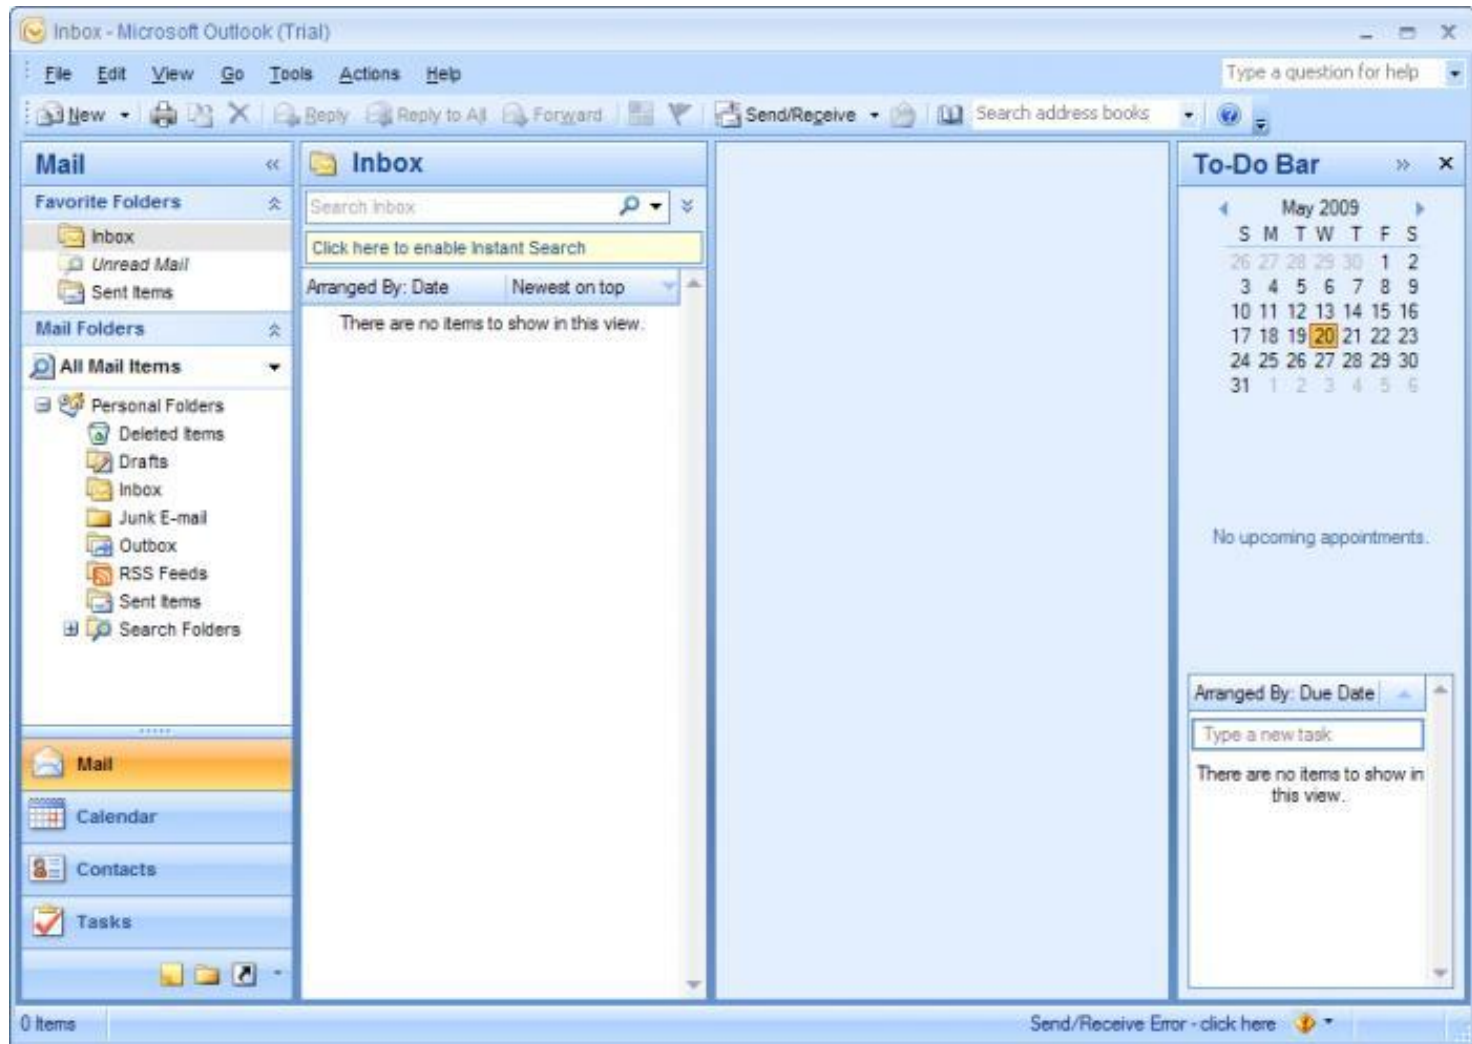 Inbox - Microsoft Outlook (Trial)
File Edit View Go Tools Actions Help Type a question for help
New Reply Reply to All Forward Send/Receive Search address books
Mail
Favorite Folders
Inbox
Unread Mail
Sent Items
Mail Folders
All Mail Items
Personal Folders
Deleted Items
Drafts
Inbox
Junk E-mail
Outbox
RSS Feeds
Sent Items
Search Folders
Mail
Calendar
Contacts
Tasks
Inbox
Search Inbox
Click here to enable Instant Search
Arranged By: Date Newest on top
There are no items to show in this view.
To-Do Bar
May 2009
S M T W T F S
26 27 28 29 30 1 2
3 4 5 6 7 8 9
10 11 12 13 14 15 16
17 18 19 20 21 22 23
24 25 26 27 28 29 30
31 1 2 3 4 5 6
No upcoming appointments.
Arranged By: Due Date
Type a new task
There are no items to show in
this view.
0 Items Send/Receive Error - click here